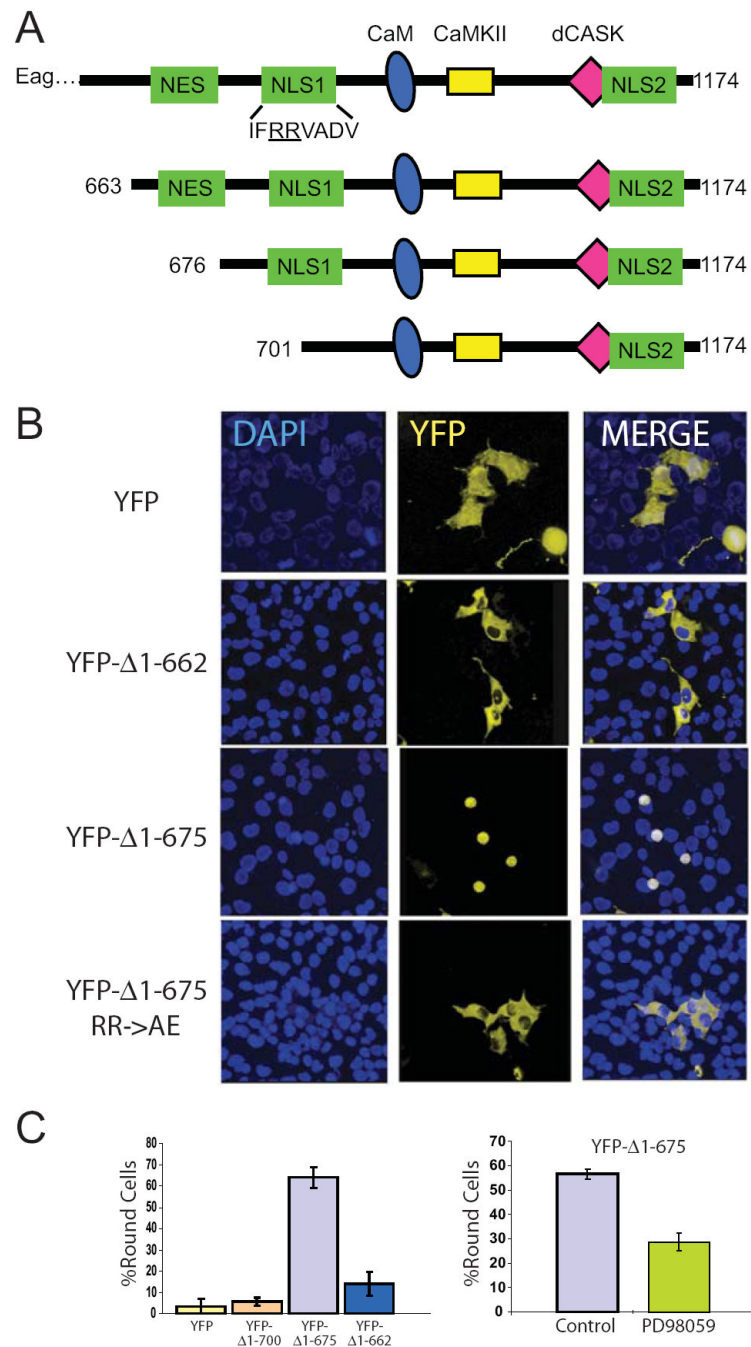 A
CaM CaMKII dCASK
Eag.... NES NLS1 NLS2 1174
IFRRVADV
663 NES NLS1 NLS2 1174
676 NLS1 NLS2 1174
701 NLS2 1174
B
DAPI YFP MERGE
YFP
YFP-Δ1-662
YFP-Δ1-675
YFP-Δ1-675
RR->AE
C
%Round Cells
80
70
60
50
40
30
20
10
0
YFP YFP-Δ1-700 YFP-Δ1-675 YFP-Δ1-662
YFP-Δ1-675
%Round Cells
70
60
50
40
30
20
10
0
Control PD98059